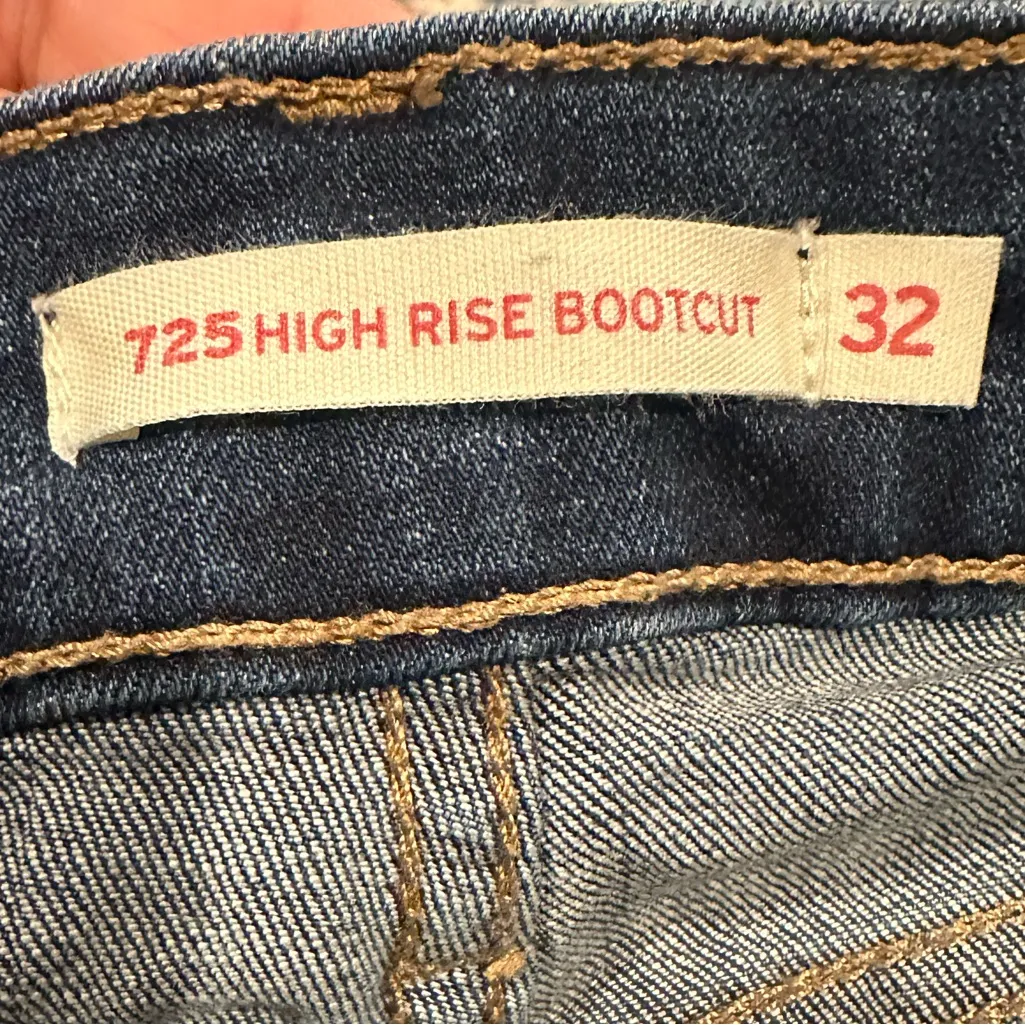 725 HIGH RISE BOOTCUT 32